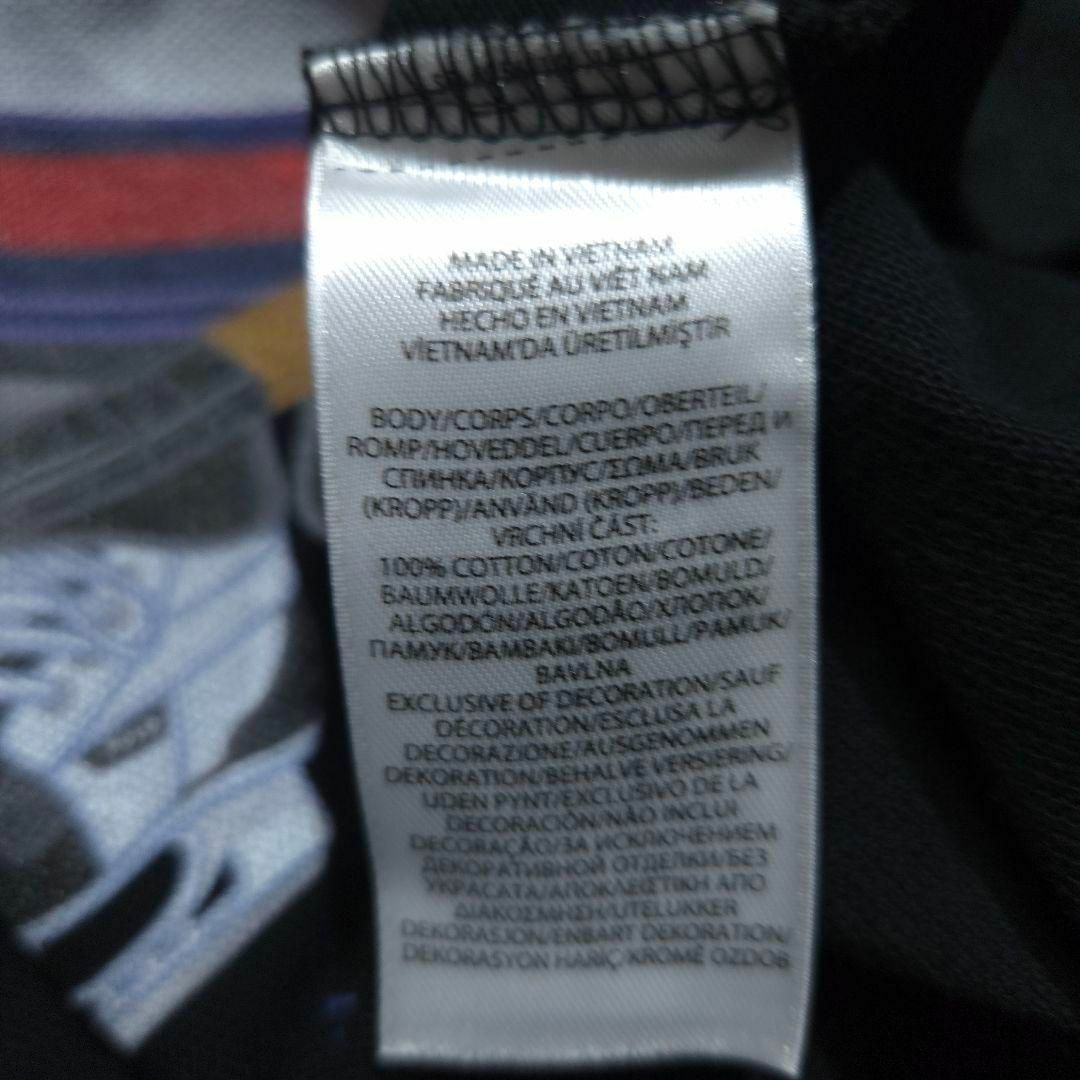 MADE IN VIETNAM
FABRIQUÉ AU VIÊT NAM
HECHO EN VIETNAM
VİETNAM'DA ÜRETİLMİŞTİR
BODY/CORPS/CORPO/OBERTEIL/
ROMP/HOVEDDEL/CUERPO/ПЕРЕД И
СПИНКА/КОРПУС/ΣΩΜΑ/BRUK
(KROPP)/ANVÄND (KROPP)/BEDEN/
VRCHNÍ ČÁST:
100% COTTON/COTON/COTONE/
BAUMWOLLE/KATOEN/BOMULD/
ALGODÓN/ALGODÃO/ХЛОПОК/
ПАМУК/ΒΑΜΒΑΚΙ/BOMULL/PAMUK/
BAVLNA
EXCLUSIVE OF DECORATION/SAUF
DÉCORATION/ESCLUSA LA
DECORAZIONE/AUSGENOMMEN
DEKORATION/BEHALVE VERSIERING/
UDEN PYNT/EXCLUSIVO DE LA
DECORACIÓN/NÃO INCLUI
DECORAÇÃO/ЗА ИСКЛЮЧЕНИЕМ
ДЕКОРАТИВНОЙ ОТДЕЛКИ/БЕЗ
УКРАСАТА/ΑΠΟΚΛΕΙΣΤΙΚΗ ΑΠΟ
ΔΙΑΚΟΣΜΗΣΗ/UTELUKKER
DEKORASJON/ENBART DEKORATION/
DEKORASYON HARİÇ/KROMĚ OZDOB